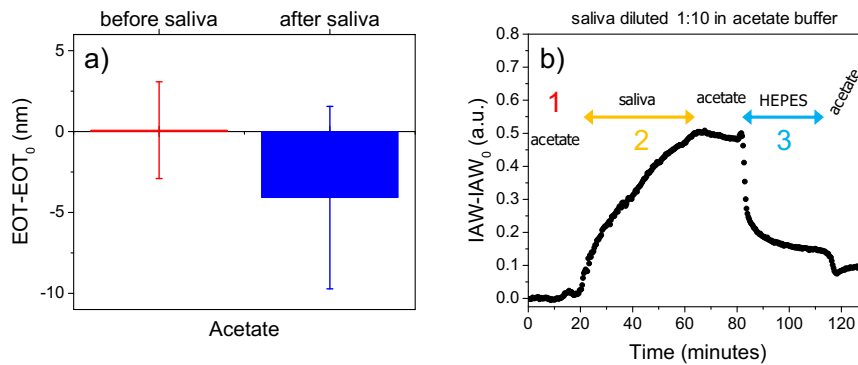 before saliva after saliva
a)
EOT-EOT₀ (nm)
5
0
-5
-10
Acetate
saliva diluted 1:10 in acetate buffer
b)
IAW-IAW₀ (a.u.)
0.8
0.7
0.6
0.5
0.4
0.3
0.2
0.1
0.0
1
acetate
saliva
2
acetate
HEPES
3
acetate
0 20 40 60 80 100 120
Time (minutes)